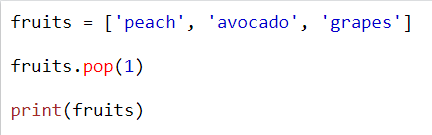 fruits = ['peach', 'avocado', 'grapes']
fruits.pop(1)
print(fruits)